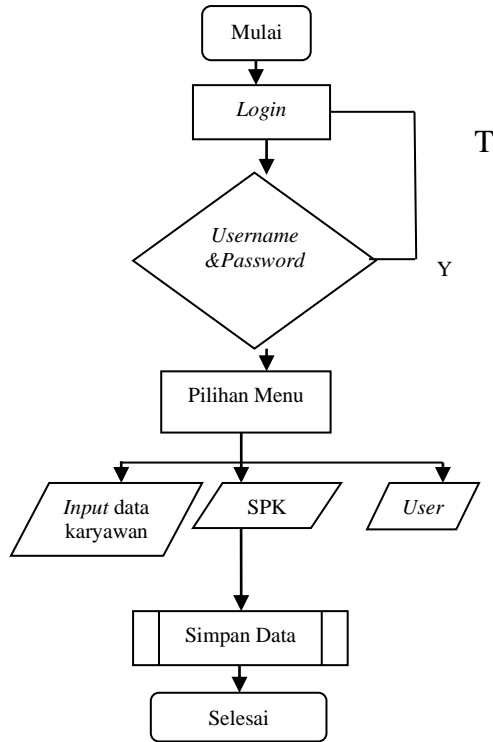 Mulai
Login
T
Username
&Password
Y
Pilihan Menu
Input data
karyawan
SPK
User
Simpan Data
Selesai